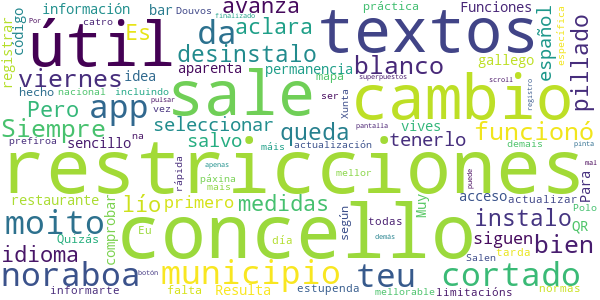 información bar Douvos avanza práctica Funciones
registrar código catro útil Es da aclara textos gallego español específica
Por finalizado
viernes hecho idea desinstalo permanencia blanco pillado
nacional incluindo aparenta mapa
Pero app vez pulsar sale ser Xunta superpuestos scroll cambio registro
Siempre sencillo seleccionar queda tenerlo vives funcionó
prefiroa na salvo máis actualización demais pinta
rápida apenas páxina mais mellor pantalla puede Para mal
restricciones
restaurante lío primero medidas Muy acceso actualizar QR Polo
moito comprobar Eu concello según todas instalo siguen bien
idioma Quizás día demás Salen tarda
noraboa botón municipio teu cortado
informarte falta Resulta estupenda mellorable limitacións normas